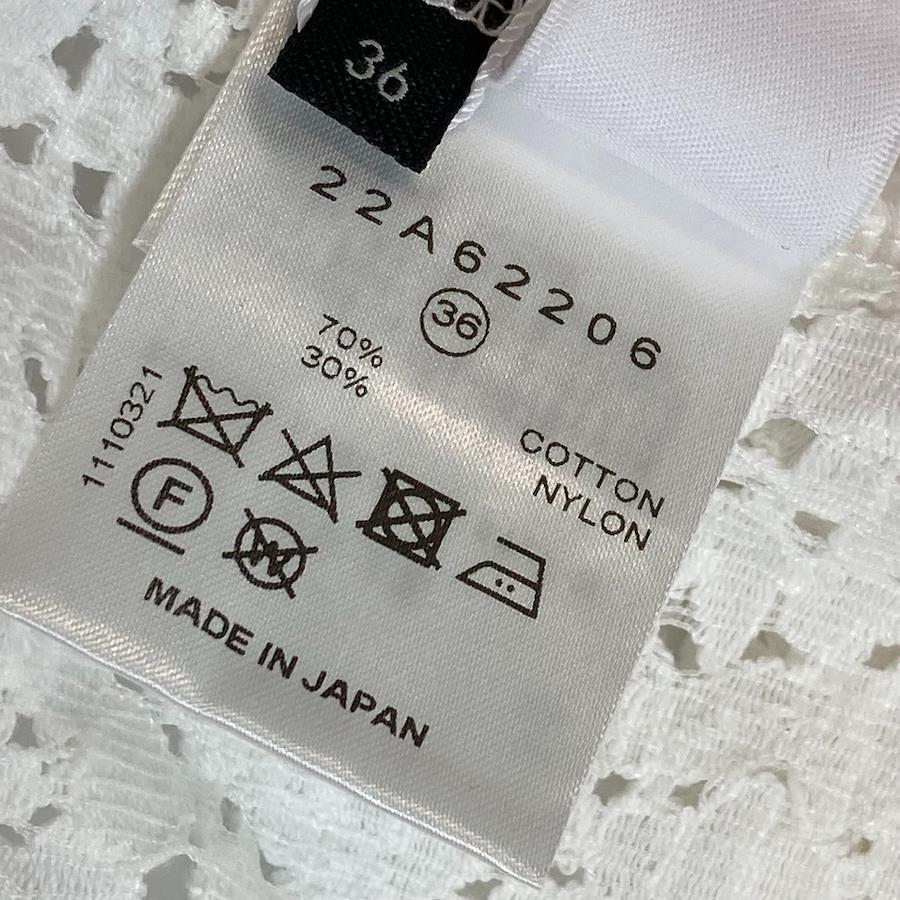 36
22A62206
36
70% COTTON
30% NYLON
1110321
F
W
MADE IN JAPAN